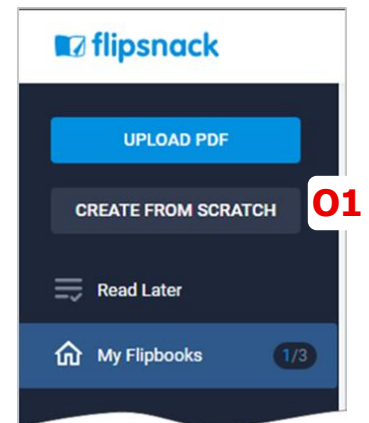 flipsnack
UPLOAD PDF
CREATE FROM SCRATCH 01
Read Later
My Flipbooks 1/3